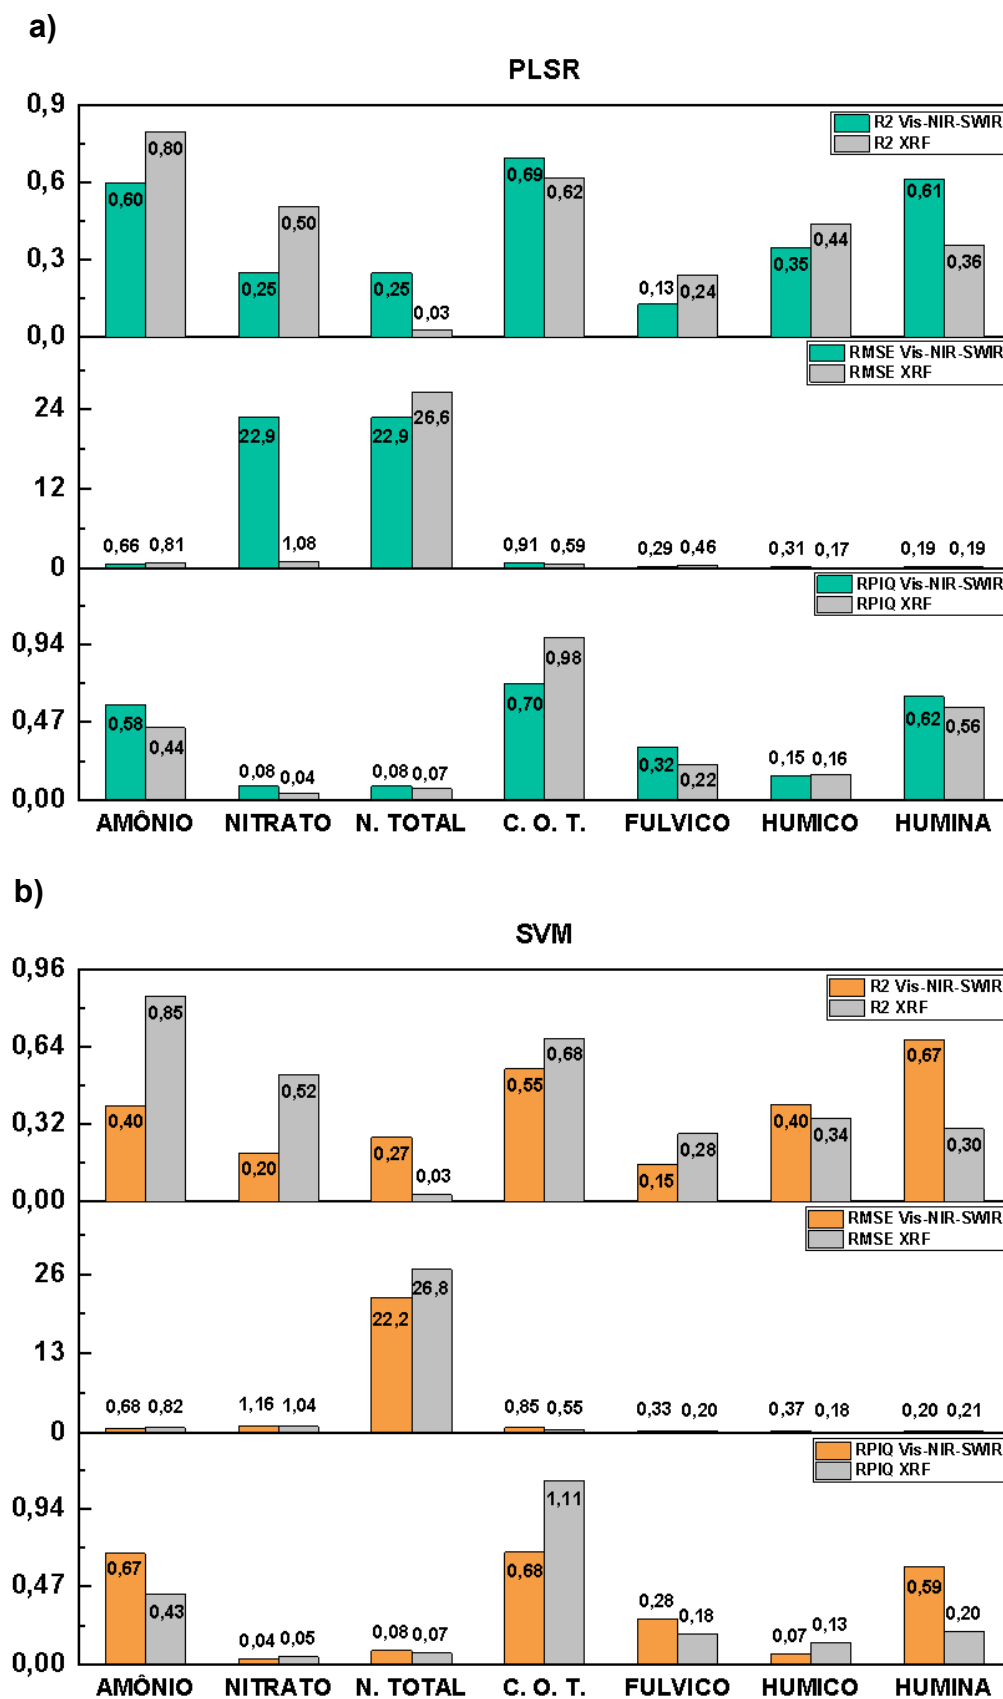 a)
PLSR
0,9
0,6
0,3
0,0
R2 Vis-NIR-SWIR
R2 XRF
0,60 0,80 0,25 0,50 0,25 0,03 0,69 0,62 0,13 0,24 0,35 0,44 0,61 0,36
24
12
0
RMSE Vis-NIR-SWIR
RMSE XRF
0,66 0,81 22,9 1,08 22,9 26,6 0,91 0,59 0,29 0,46 0,31 0,17 0,19 0,19
0,94
0,47
0,00
RPIQ Vis-NIR-SWIR
RPIQ XRF
0,58 0,44 0,08 0,04 0,08 0,07 0,70 0,98 0,32 0,22 0,15 0,16 0,62 0,56
AMÔNIO NITRATO N. TOTAL C. O. T. FULVICO HUMICO HUMINA
b)
SVM
0,96
0,64
0,32
0,00
R2 Vis-NIR-SWIR
R2 XRF
0,40 0,85 0,20 0,52 0,27 0,03 0,55 0,68 0,15 0,28 0,40 0,34 0,67 0,30
26
13
0
RMSE Vis-NIR-SWIR
RMSE XRF
0,68 0,82 1,16 1,04 22,2 26,8 0,85 0,55 0,33 0,20 0,37 0,18 0,20 0,21
0,94
0,47
0,00
RPIQ Vis-NIR-SWIR
RPIQ XRF
0,67 0,43 0,04 0,05 0,08 0,07 0,68 1,11 0,28 0,18 0,07 0,13 0,59 0,20
AMÔNIO NITRATO N. TOTAL C. O. T. FULVICO HUMICO HUMINA